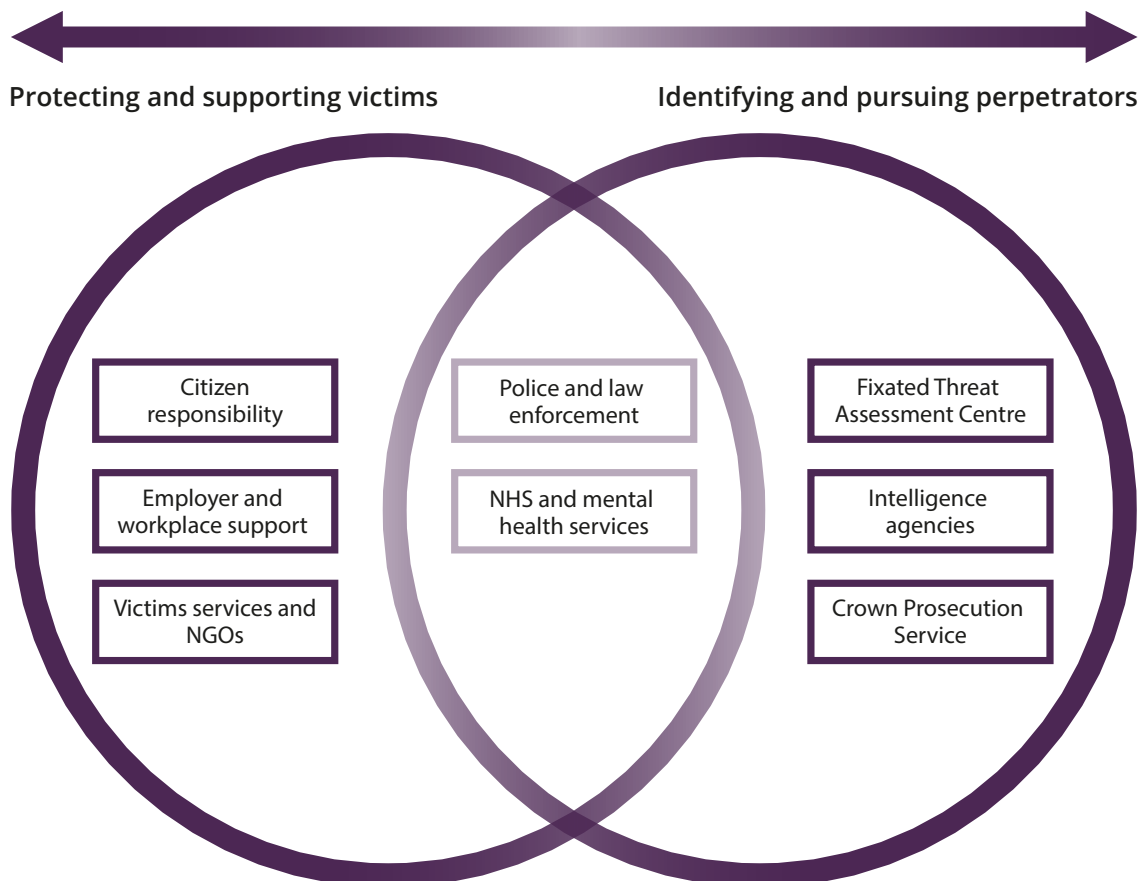 Protecting and supporting victims
Identifying and pursuing perpetrators
Citizen
responsibility
Employer and
workplace support
Victims services and
NGOs
Police and law
enforcement
NHS and mental
health services
Fixated Threat
Assessment Centre
Intelligence
agencies
Crown Prosecution
Service